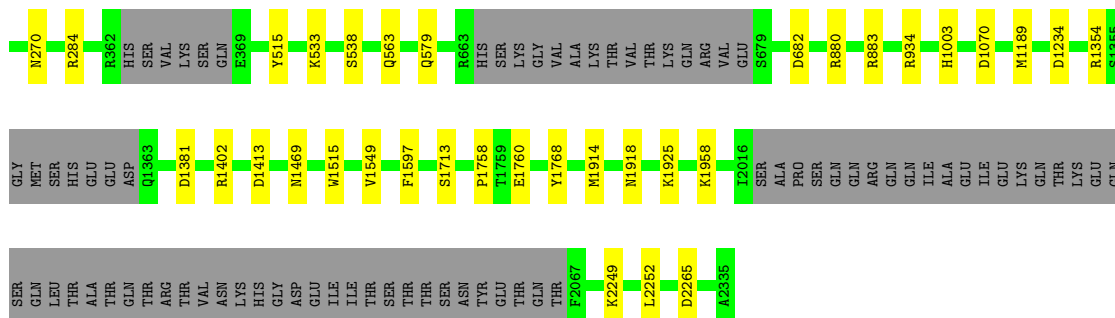 N270 R284 R362 HIS SER VAL LYS SER GLN E369 Y515 K533 S538 Q563 Q579 R663 HIS SER LYS GLY VAL ALA LYS THR VAL THR LYS GLN ARG VAL GLU S679 D682 R880 R883 R934 H1003 D1070 M1189 D1234 R1354 S1355
GLY MET SER HIS GLU GLU ASP Q1363 D1381 R1402 D1413 N1469 W1515 V1549 F1597 S1713 P1758 T1759 E1760 Y1768 M1914 N1918 K1925 K1958 I2016 SER ALA PRO SER GLN GLN ARG GLN GLN ILE ALA GLU ILE GLU LYS GLN THR LYS GLU GLN
SER GLN LEU THR ALA THR GLN THR ARG THR VAL ASN LYS HIS GLY ASP GLU ILE ILE THR SER THR THR SER ASN TYR GLU THR GLN THR F2067 K2249 L2252 D2265 A2335